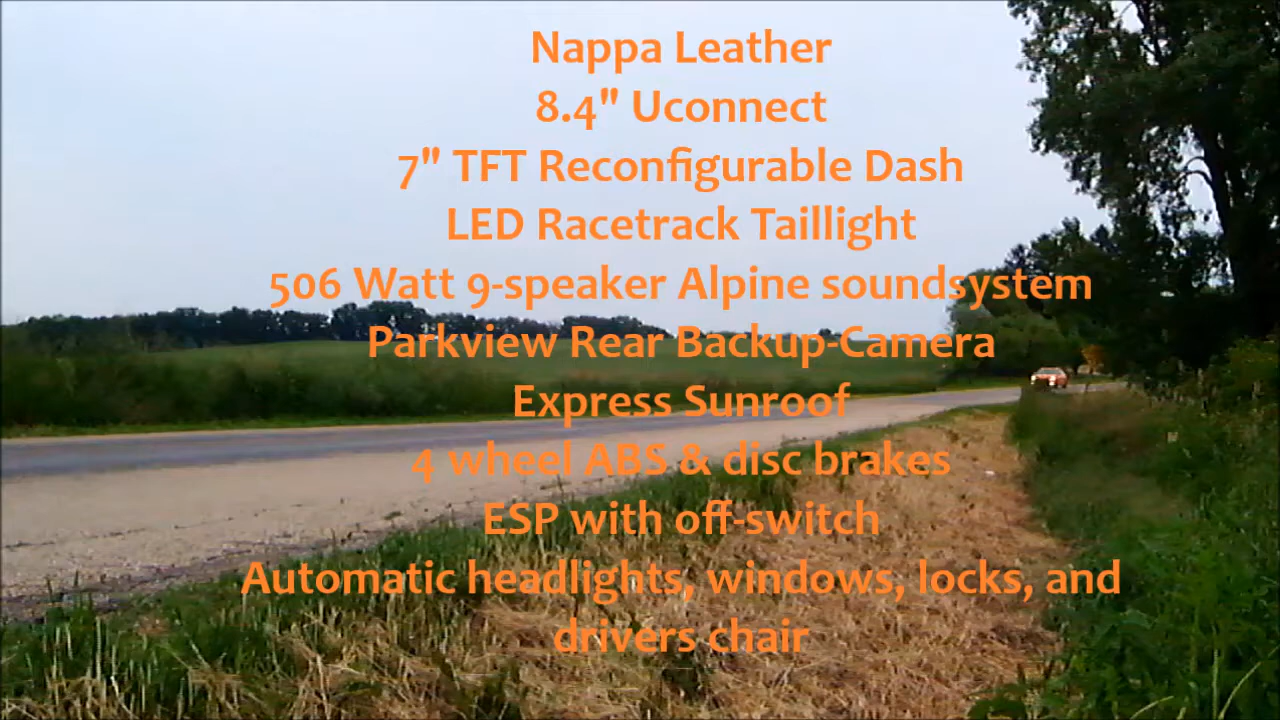 Nappa Leather
8.4" Uconnect
7" TFT Reconfigurable Dash
LED Racetrack Taillight
506 Watt 9-speaker Alpine soundsystem
Parkview Rear Backup-Camera
Express Sunroof
4 wheel ABS & disc brakes
ESP with off-switch
Automatic headlights, windows, locks, and
drivers chair